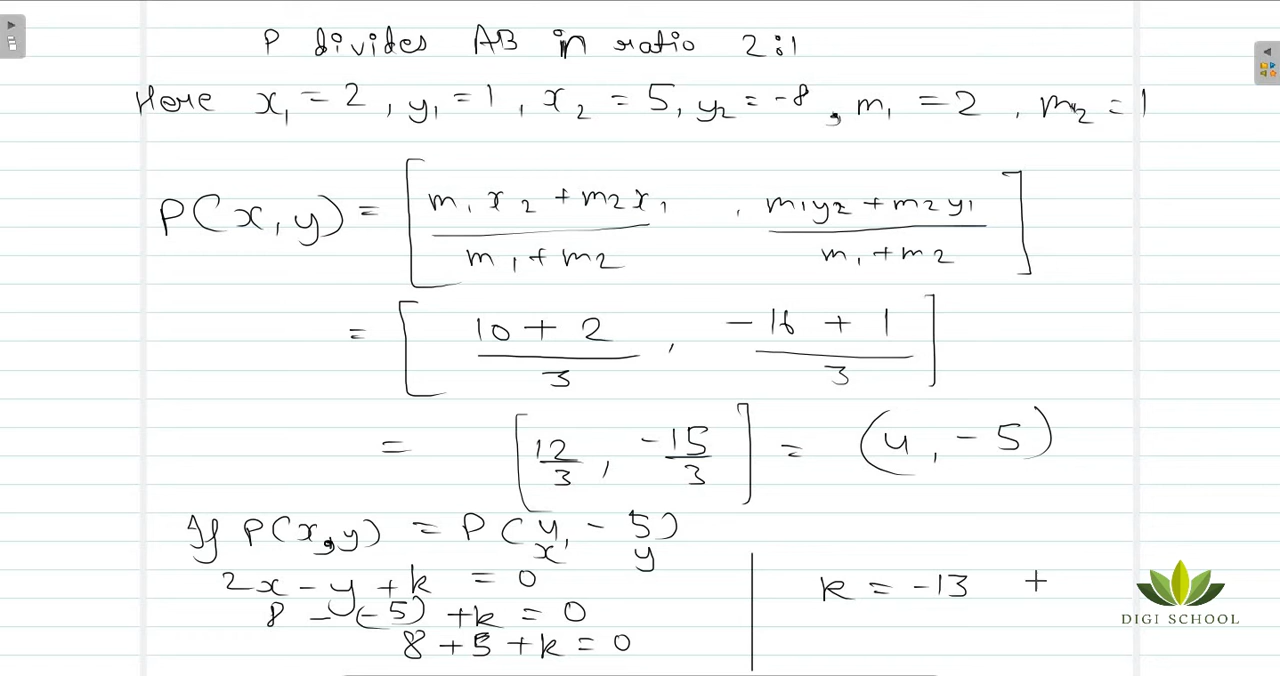 P divides AB in ratio 2:1
Here x₁ = 2, y₁ = 1, x₂ = 5, y₂ = -8, m₁ = 2, m₂ = 1
P(x, y) = [ (m₁x₂ + m₂x₁)/(m₁ + m₂) , (m₁y₂ + m₂y₁)/(m₁ + m₂) ]
= [ (10 + 2)/3 , (-16 + 1)/3 ]
= [ 12/3 , -15/3 ] = (4, -5)
If P(x, y) = P(4, -5)
x y
2x - y + k = 0
8 - (-5) + k = 0
8 + 5 + k = 0
k = -13 +
DIGI SCHOOL